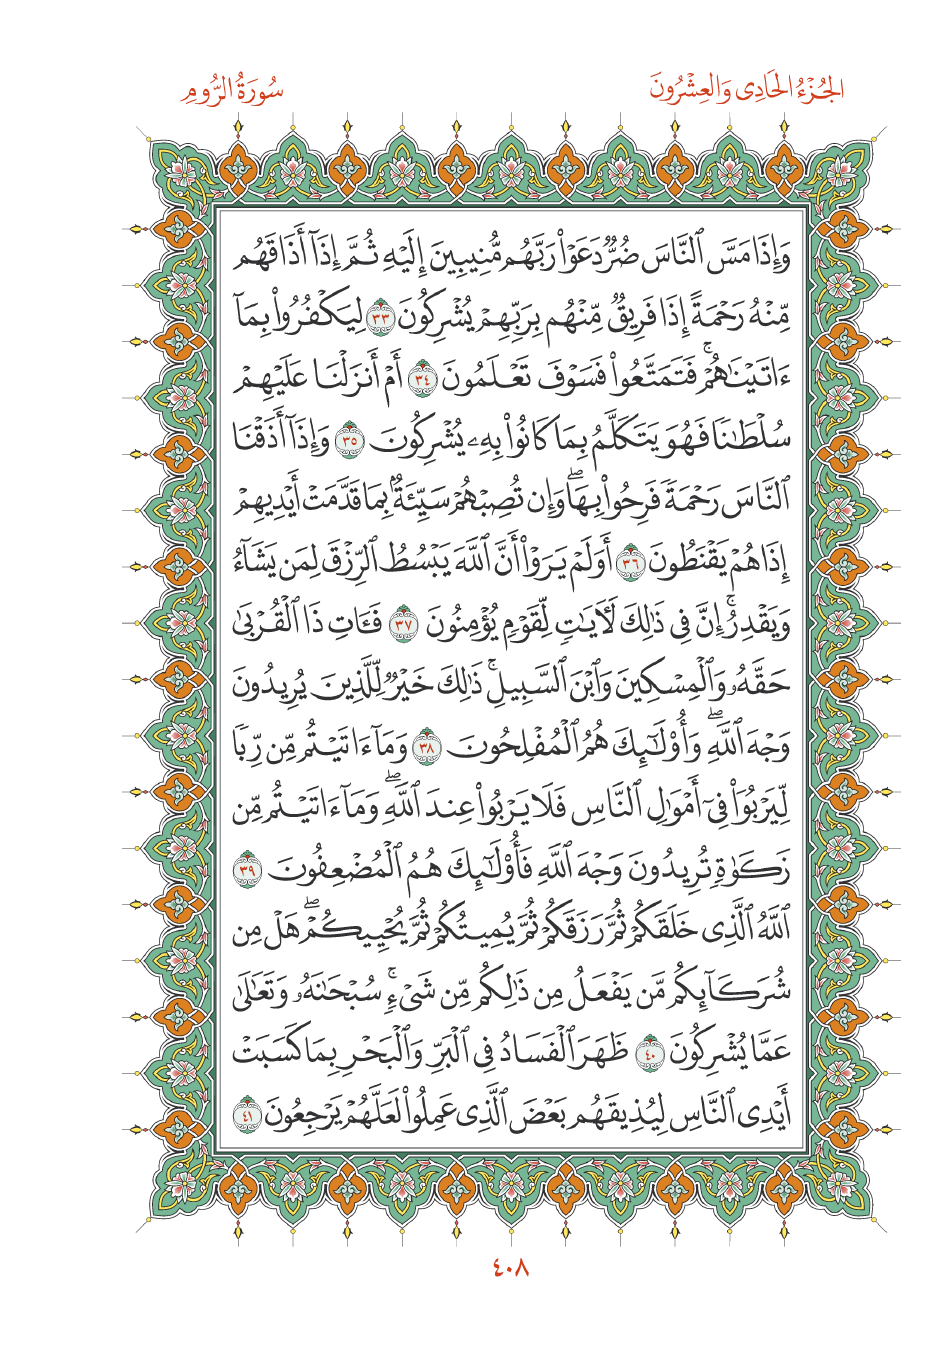 الجُزْءُ الحَادِى وَالعِشْرُونَ
سُورَةُ الرُّومِ
وَإِذَا مَسَّ ٱلنَّاسَ ضُرٌّ دَعَوْا۟ رَبَّهُم مُّنِيبِينَ إِلَيْهِ ثُمَّ إِذَآ أَذَاقَهُم
مِّنْهُ رَحْمَةً إِذَا فَرِيقٌ مِّنْهُم بِرَبِّهِمْ يُشْرِكُونَ ٣٣ لِيَكْفُرُوا۟ بِمَآ
ءَاتَيْنَـٰهُمْ ۚ فَتَمَتَّعُوا۟ فَسَوْفَ تَعْلَمُونَ ٣٤ أَمْ أَنزَلْنَا عَلَيْهِمْ
سُلْطَـٰنًا فَهُوَ يَتَكَلَّمُ بِمَا كَانُوا۟ بِهِۦ يُشْرِكُونَ ٣٥ وَإِذَآ أَذَقْنَا
ٱلنَّاسَ رَحْمَةً فَرِحُوا۟ بِهَا ۖ وَإِن تُصِبْهُمْ سَيِّئَةٌۢ بِمَا قَدَّمَتْ أَيْدِيهِمْ
إِذَا هُمْ يَقْنَطُونَ ٣٦ أَوَلَمْ يَرَوْا۟ أَنَّ ٱللَّهَ يَبْسُطُ ٱلرِّزْقَ لِمَن يَشَآءُ
وَيَقْدِرُ ۚ إِنَّ فِى ذَٰلِكَ لَـَٔايَـٰتٍ لِّقَوْمٍ يُؤْمِنُونَ ٣٧ فَـَٔاتِ ذَا ٱلْقُرْبَىٰ
حَقَّهُۥ وَٱلْمِسْكِينَ وَٱبْنَ ٱلسَّبِيلِ ۚ ذَٰلِكَ خَيْرٌ لِّلَّذِينَ يُرِيدُونَ
وَجْهَ ٱللَّهِ ۖ وَأُو۟لَـٰٓئِكَ هُمُ ٱلْمُفْلِحُونَ ٣٨ وَمَآ ءَاتَيْتُم مِّن رِّبًا
لِّيَرْبُوَا۟ فِىٓ أَمْوَٰلِ ٱلنَّاسِ فَلَا يَرْبُوا۟ عِندَ ٱللَّهِ ۖ وَمَآ ءَاتَيْتُم مِّن
زَكَوٰةٍ تُرِيدُونَ وَجْهَ ٱللَّهِ فَأُو۟لَـٰٓئِكَ هُمُ ٱلْمُضْعِفُونَ ٣٩
ٱللَّهُ ٱلَّذِى خَلَقَكُمْ ثُمَّ رَزَقَكُمْ ثُمَّ يُمِيتُكُمْ ثُمَّ يُحْيِيكُمْ ۖ هَلْ مِن
شُرَكَآئِكُم مَّن يَفْعَلُ مِن ذَٰلِكُم مِّن شَىْءٍ ۚ سُبْحَـٰنَهُۥ وَتَعَـٰلَىٰ
عَمَّا يُشْرِكُونَ ٤٠ ظَهَرَ ٱلْفَسَادُ فِى ٱلْبَرِّ وَٱلْبَحْرِ بِمَا كَسَبَتْ
أَيْدِى ٱلنَّاسِ لِيُذِيقَهُم بَعْضَ ٱلَّذِى عَمِلُوا۟ لَعَلَّهُمْ يَرْجِعُونَ ٤١
٤٠٨